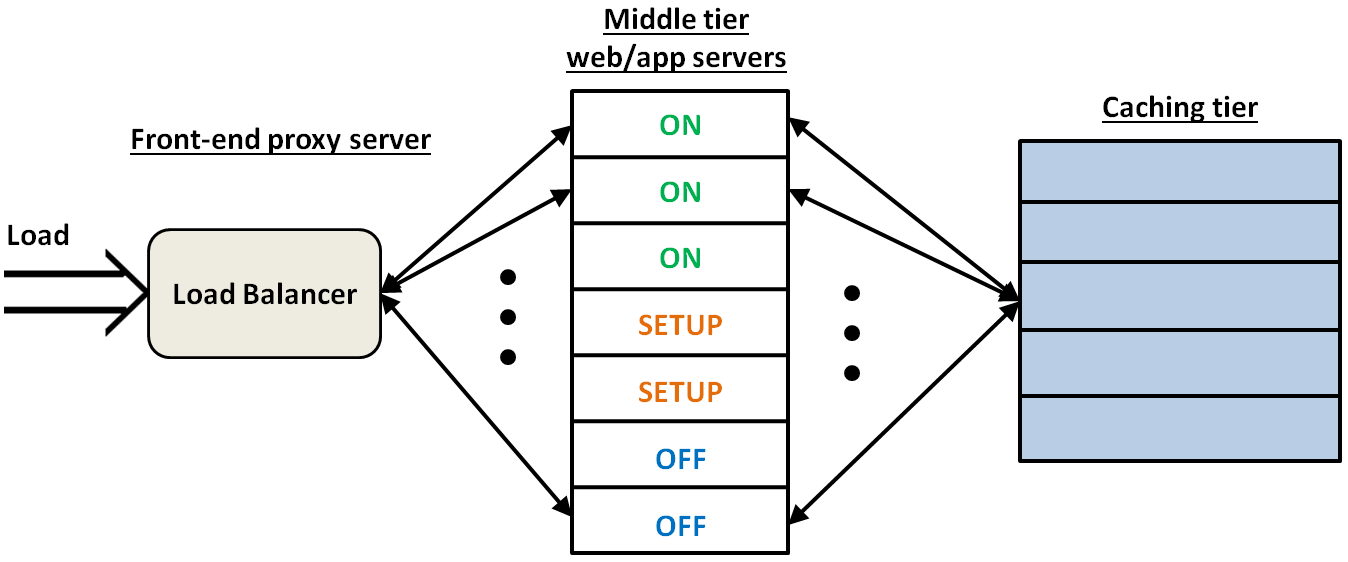 Middle tier
web/app servers
Front-end proxy server
Caching tier
Load
Load Balancer
ON
ON
ON
SETUP
SETUP
OFF
OFF